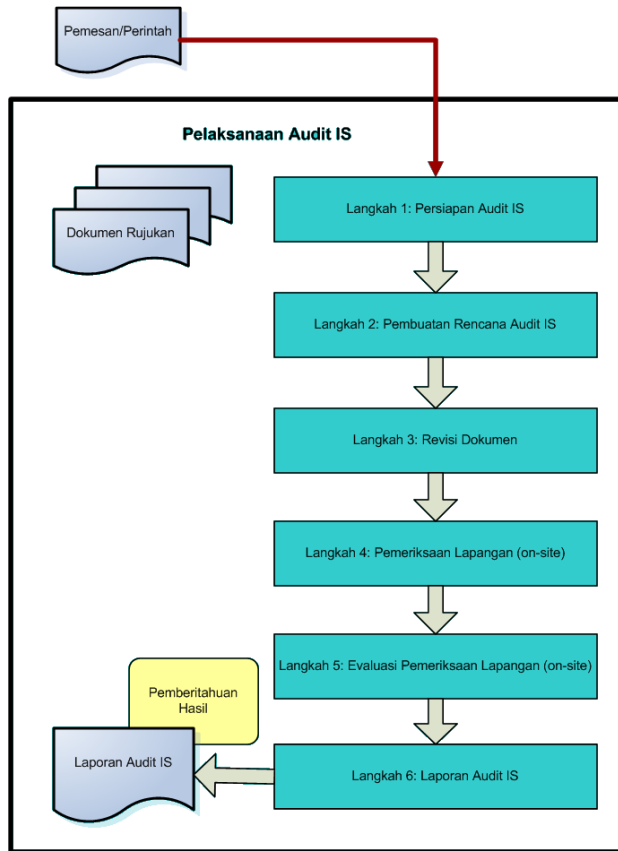 Pemesan/Perintah
Pelaksanaan Audit IS
Dokumen Rujukan
Langkah 1: Persiapan Audit IS
Langkah 2: Pembuatan Rencana Audit IS
Langkah 3: Revisi Dokumen
Langkah 4: Pemeriksaan Lapangan (on-site)
Langkah 5: Evaluasi Pemeriksaan Lapangan (on-site)
Pemberitahuan
Hasil
Laporan Audit IS
Langkah 6: Laporan Audit IS